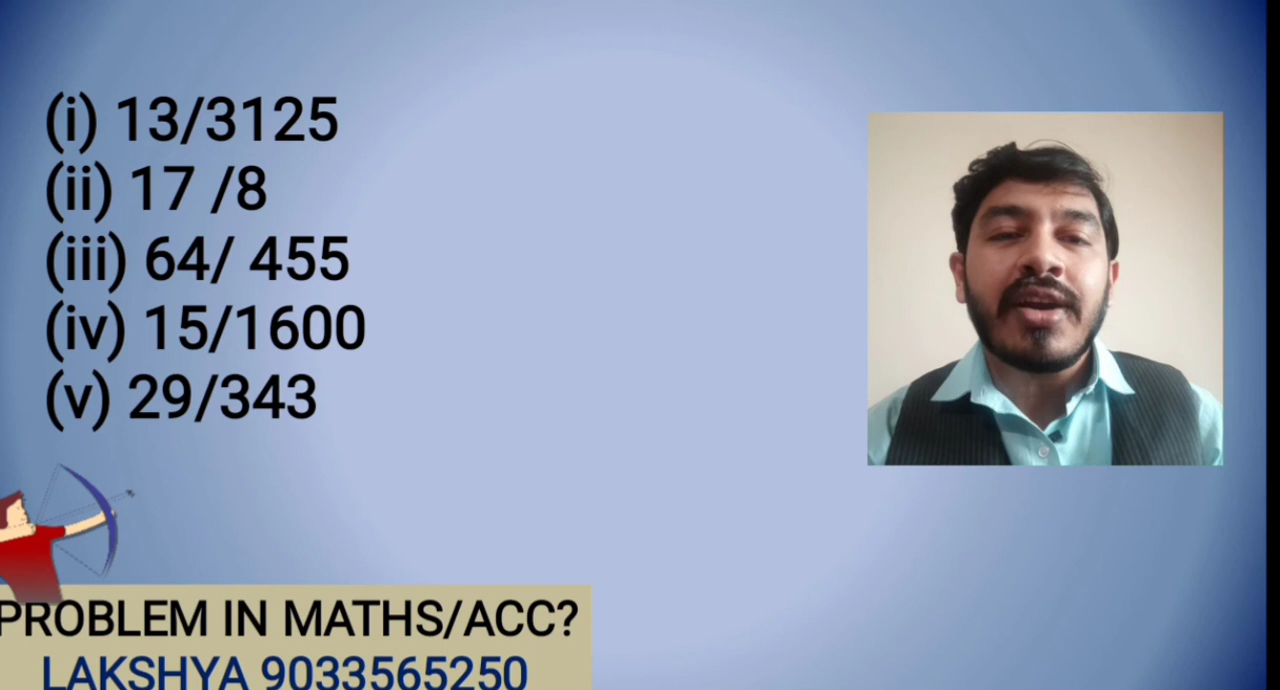 (i) 13/3125
(ii) 17 /8
(iii) 64/ 455
(iv) 15/1600
(v) 29/343
PROBLEM IN MATHS/ACC?
LAKSHYA 9033565250